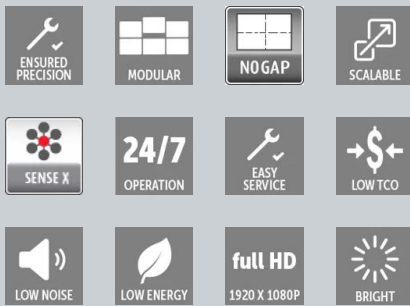 ENSURED
PRECISION
MODULAR
NO GAP
SCALABLE
SENSE X
24/7
OPERATION
EASY
SERVICE
$
LOW TCO
LOW NOISE
LOW ENERGY
full HD
1920 X 1080P
BRIGHT